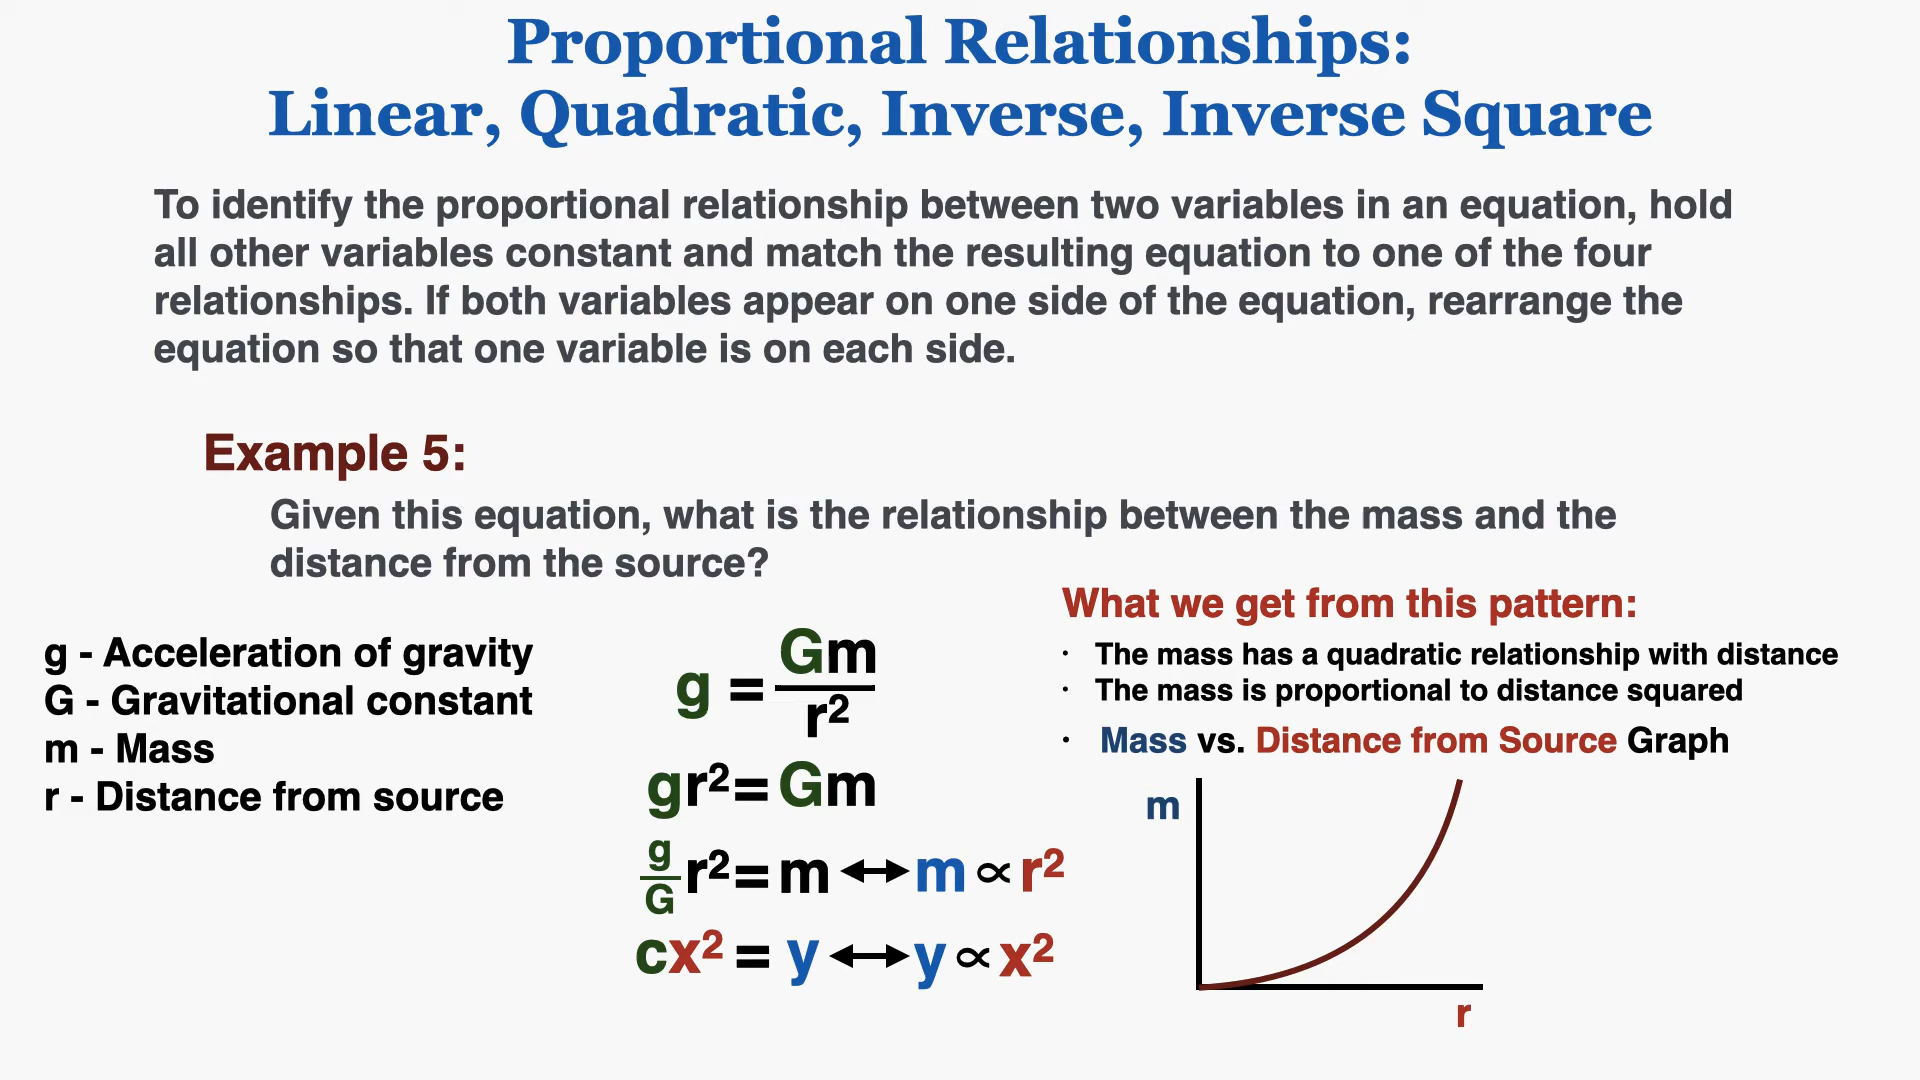 Proportional Relationships:
Linear, Quadratic, Inverse, Inverse Square
To identify the proportional relationship between two variables in an equation, hold
all other variables constant and match the resulting equation to one of the four
relationships. If both variables appear on one side of the equation, rearrange the
equation so that one variable is on each side.
Example 5:
Given this equation, what is the relationship between the mass and the
distance from the source?
g - Acceleration of gravity
G - Gravitational constant
m - Mass
r - Distance from source
g = Gm/r²
gr² = Gm
g/G r² = m ↔ m ∝ r²
cx² = y ↔ y ∝ x²
What we get from this pattern:
· The mass has a quadratic relationship with distance
· The mass is proportional to distance squared
· Mass vs. Distance from Source Graph
m
r